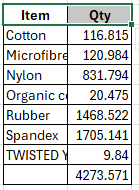 Item Qty
Cotton 116.815
Microfibre 120.984
Nylon 831.794
Organic c 20.475
Rubber 1468.522
Spandex 1705.141
TWISTED Y 9.84
4273.571